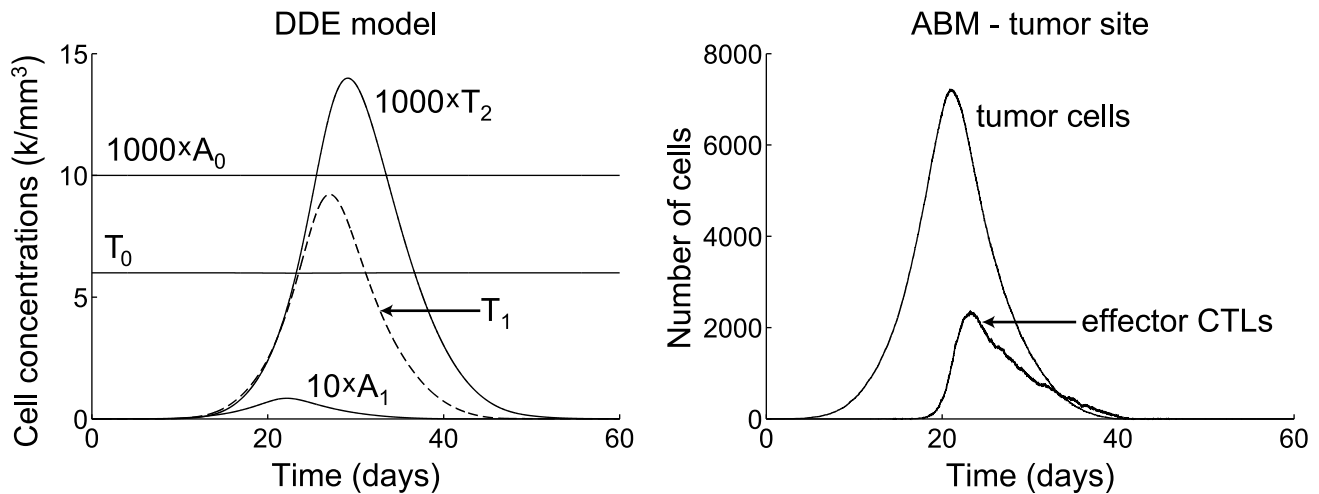 DDE model
Cell concentrations (k/mm³)
15
10
5
0
1000×A₀
T₀
1000×T₂
T₁
10×A₁
0
20
40
60
Time (days)
ABM - tumor site
Number of cells
8000
6000
4000
2000
0
tumor cells
effector CTLs
0
20
40
60
Time (days)